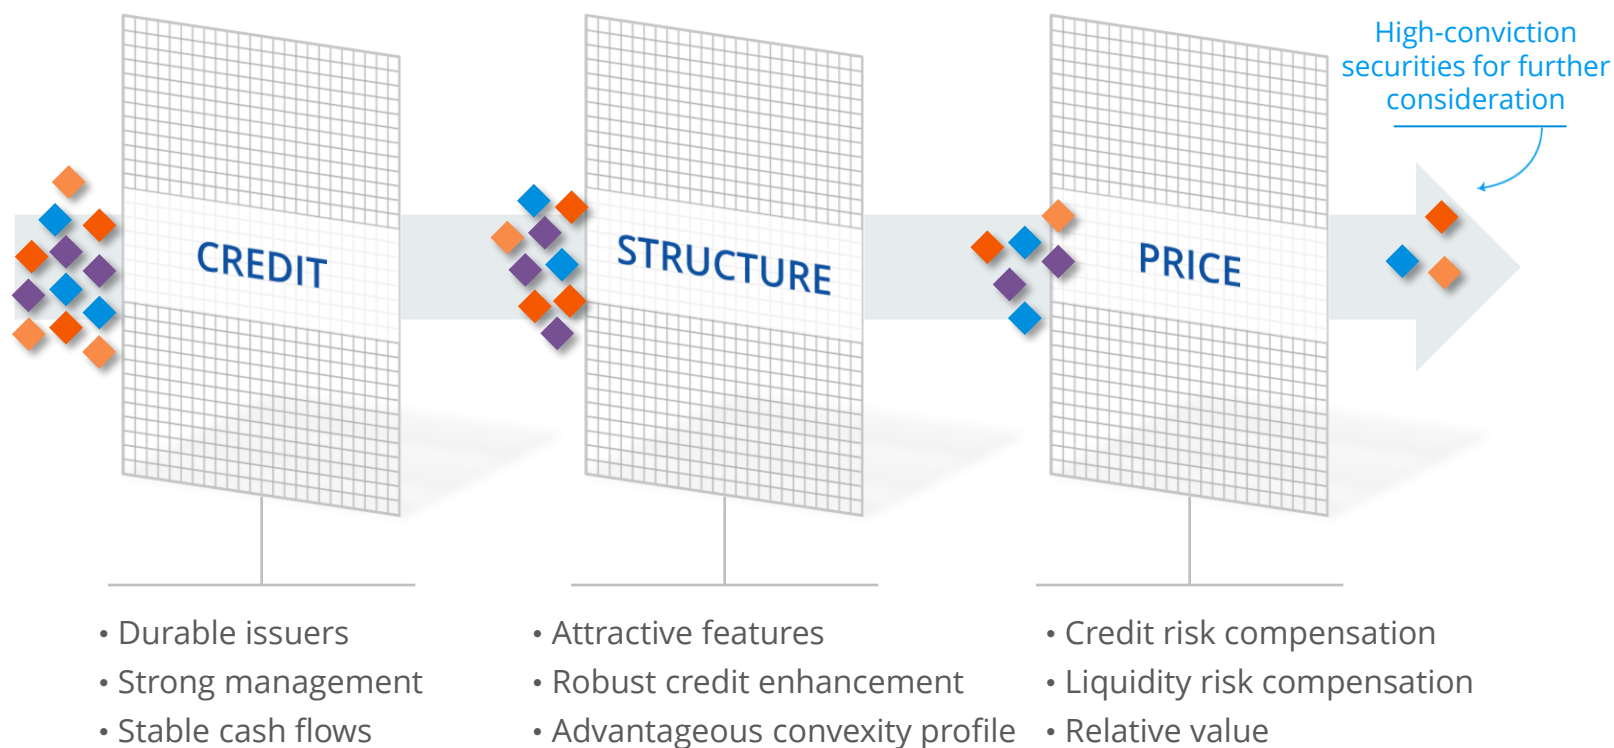 High-conviction
securities for further
consideration
CREDIT
STRUCTURE
PRICE
• Durable issuers
• Strong management
• Stable cash flows
• Attractive features
• Robust credit enhancement
• Advantageous convexity profile
• Credit risk compensation
• Liquidity risk compensation
• Relative value